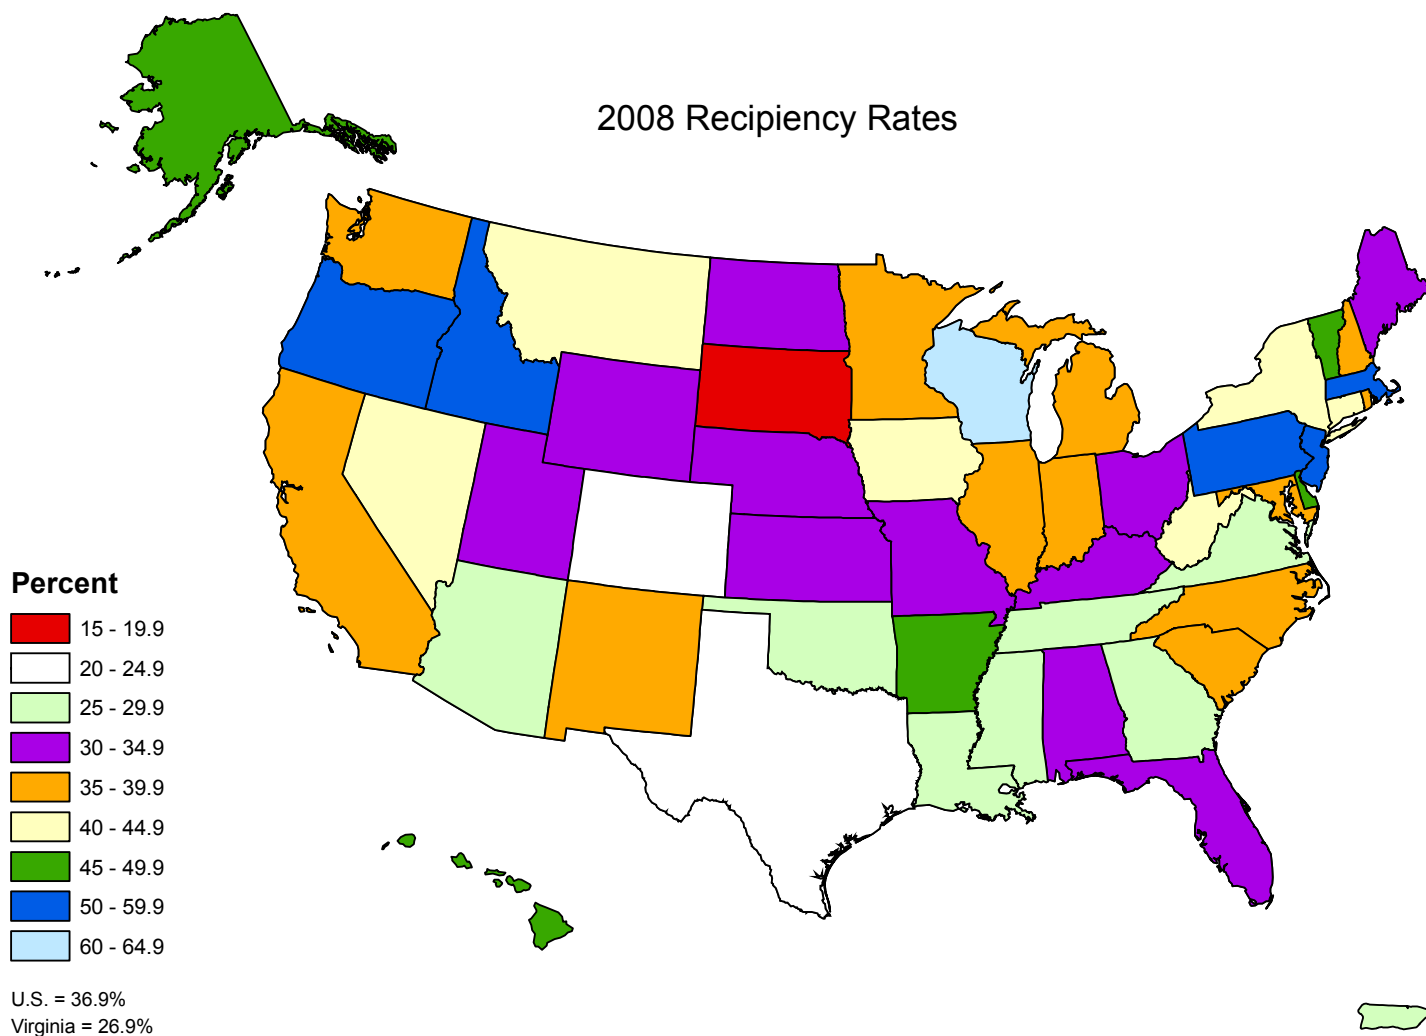 2008 Recipiency Rates
Percent
15 - 19.9
20 - 24.9
25 - 29.9
30 - 34.9
35 - 39.9
40 - 44.9
45 - 49.9
50 - 59.9
60 - 64.9
U.S. = 36.9%
Virginia = 26.9%